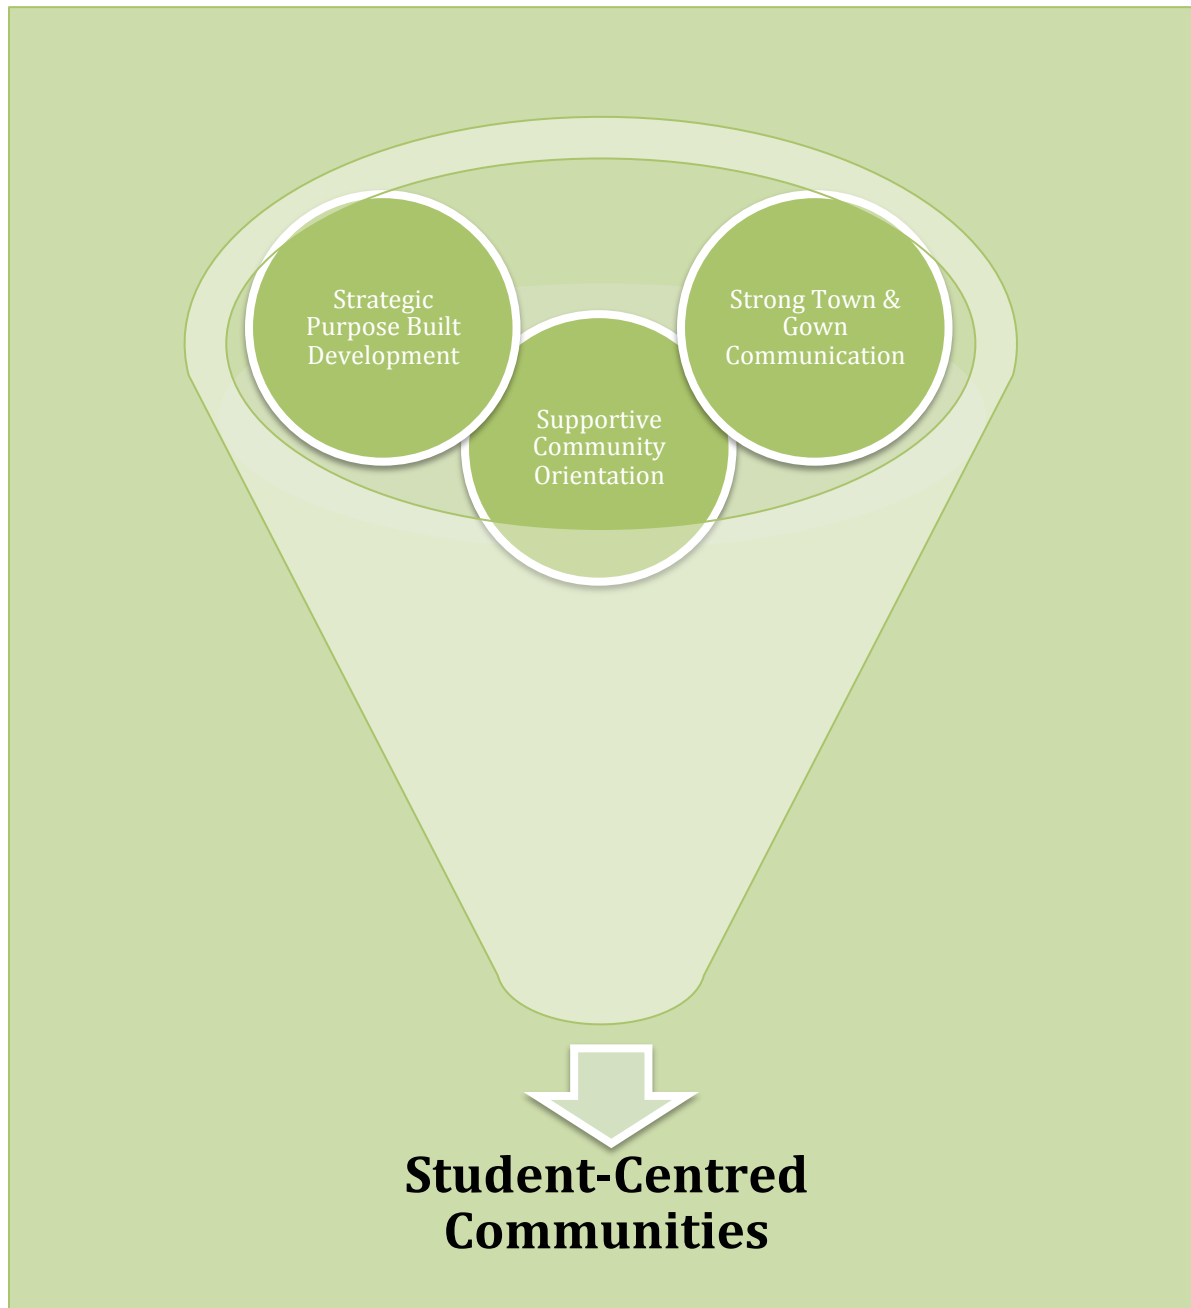 Strategic
Purpose Built
Development
Strong Town &
Gown
Communication
Supportive
Community
Orientation
Student-Centred
Communities